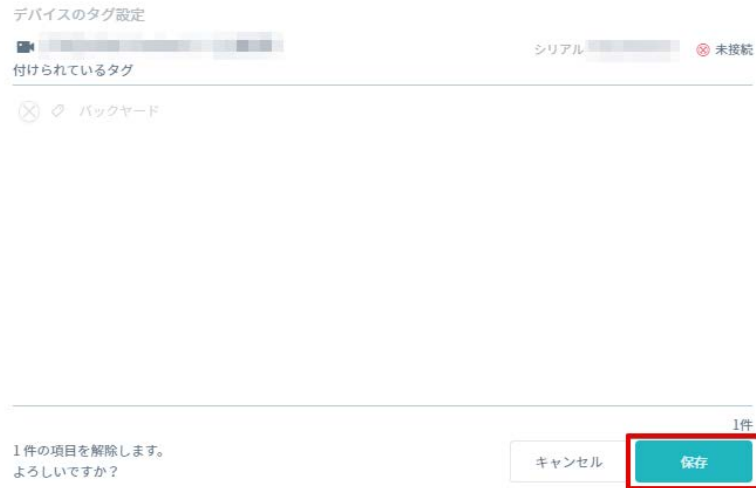 デバイスのタグ設定
シリアル 未接続
付けられているタグ
バックヤード
1件
1件の項目を解除します。
よろしいですか？
キャンセル 保存